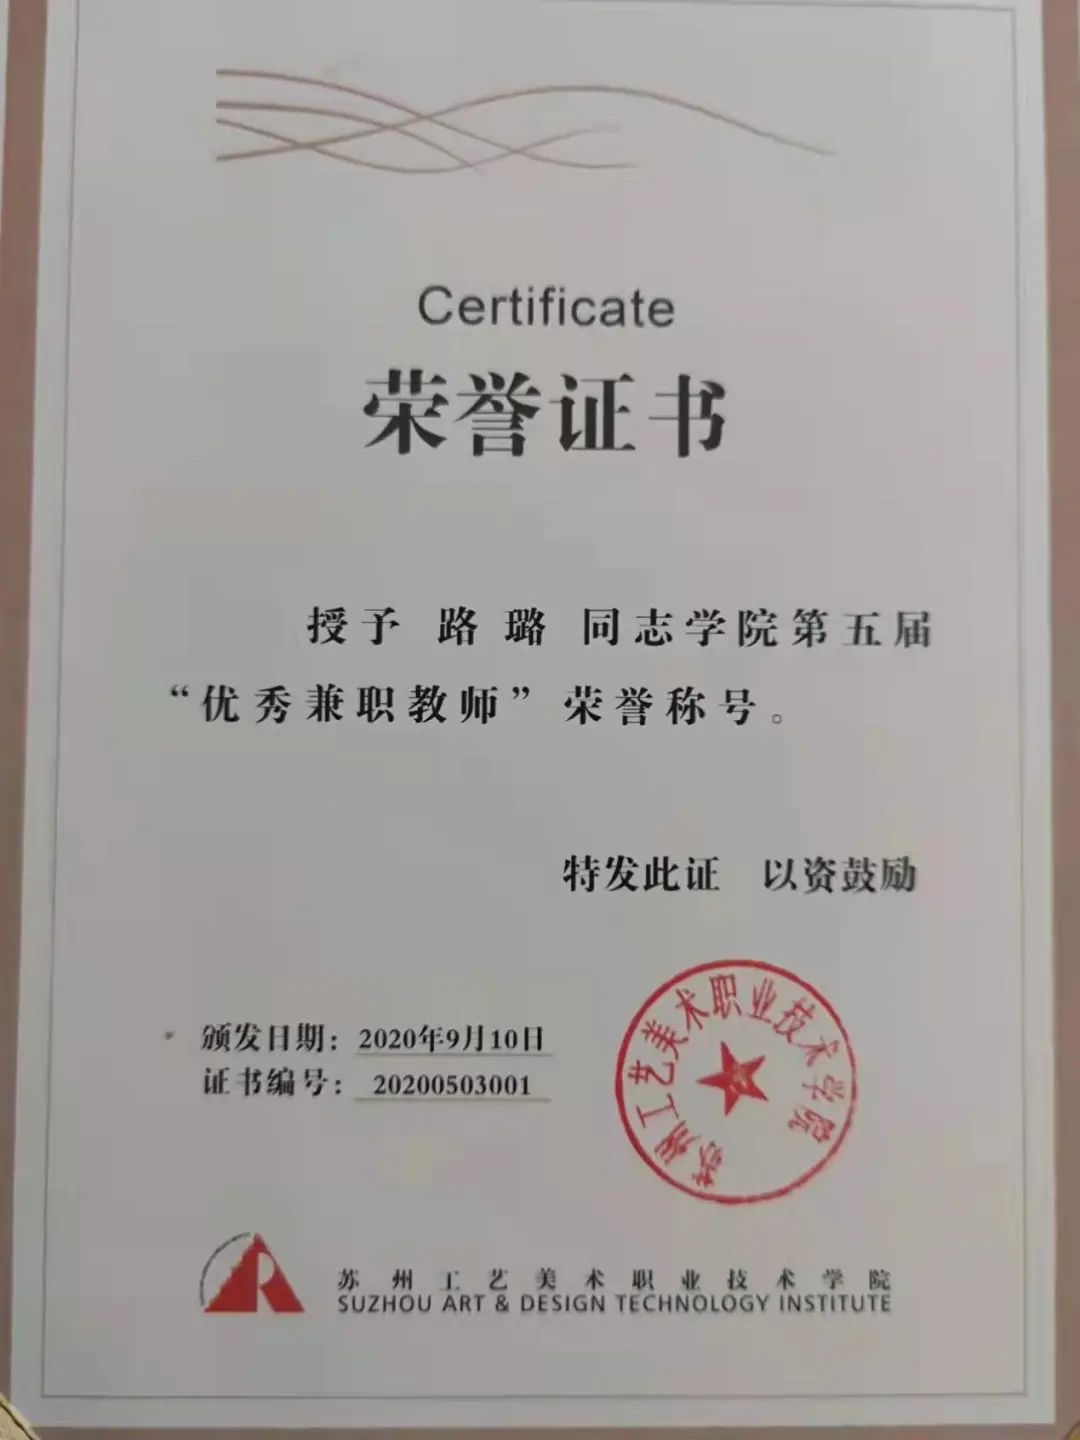 Certificate
荣誉证书
授予 路璐 同志学院第五届
“优秀兼职教师”荣誉称号。
特发此证 以资鼓励
颁发日期：2020年9月10日
证书编号：20200503001
苏州工艺美术职业技术学院
苏州工艺美术职业技术学院
SUZHOU ART & DESIGN TECHNOLOGY INSTITUTE